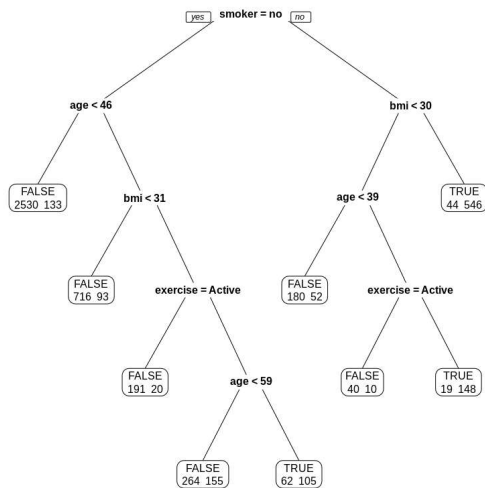 yes smoker = no no
age < 46 bmi < 30
FALSE
2530 133
bmi < 31
age < 39
TRUE
44 546
FALSE
716 93
exercise = Active
FALSE
180 52
exercise = Active
FALSE
191 20
age < 59
FALSE
40 10
TRUE
19 148
FALSE
264 155
TRUE
62 105